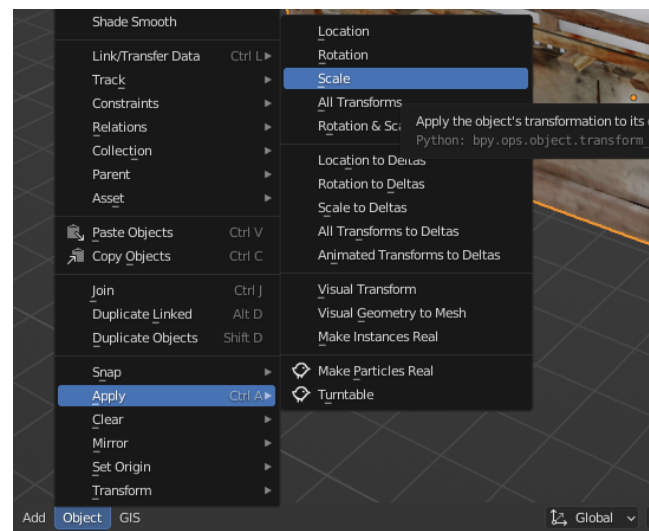 Shade Smooth
Link/Transfer Data Ctrl L
Track
Constraints
Relations
Collection
Parent
Asset
Paste Objects Ctrl V
Copy Objects Ctrl C
Join Ctrl J
Duplicate Linked Alt D
Duplicate Objects Shift D
Snap
Apply Ctrl A
Clear
Mirror
Set Origin
Transform
Location
Rotation
Scale
All Transforms
Rotation & Sca
Apply the object's transformation to its
Python: bpy.ops.object.transform_
Location to Deltas
Rotation to Deltas
Scale to Deltas
All Transforms to Deltas
Animated Transforms to Deltas
Visual Transform
Visual Geometry to Mesh
Make Instances Real
Make Particles Real
Turntable
Add Object GIS Global